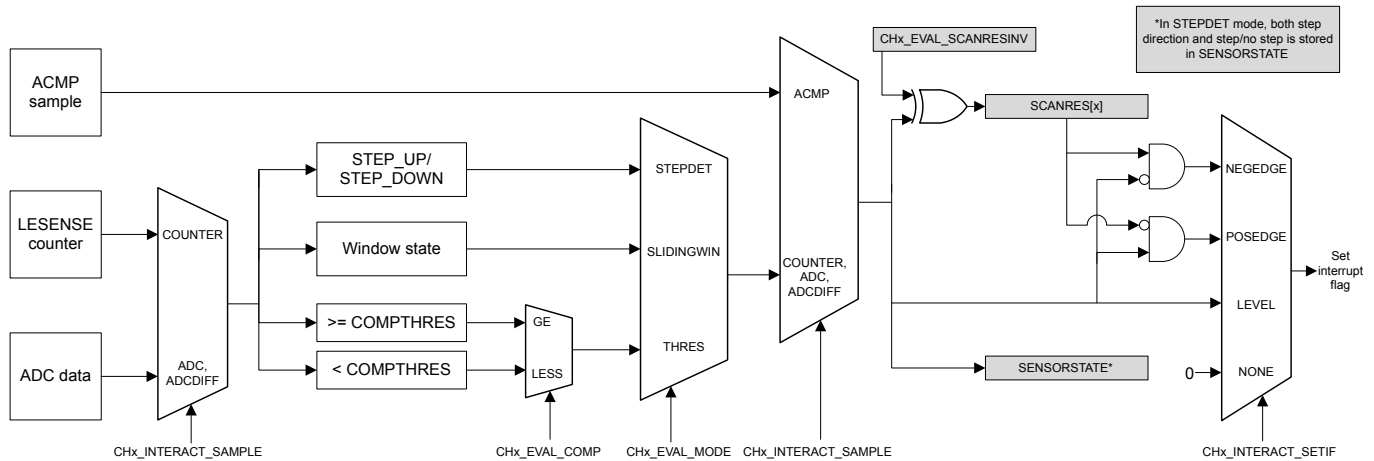 ACMP
sample
LESENSE
counter
ADC data
COUNTER
ADC,
ADCDIFF
CHx_INTERACT_SAMPLE
STEP_UP/
STEP_DOWN
Window state
>= COMPTHRES
< COMPTHRES
GE
LESS
CHx_EVAL_COMP
STEPDET
SLIDINGWIN
THRES
CHx_EVAL_MODE
ACMP
COUNTER,
ADC,
ADCDIFF
CHx_INTERACT_SAMPLE
CHx_EVAL_SCANRESINV
SCANRES[x]
SENSORSTATE*
*In STEPDET mode, both step
direction and step/no step is stored
in SENSORSTATE
NEGEDGE
POSEDGE
LEVEL
0
NONE
CHx_INTERACT_SETIF
Set
interrupt
flag